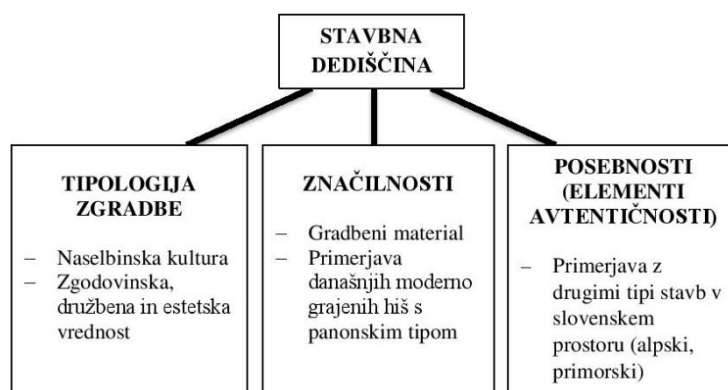 STAVBNA
DEDIŠČINA
TIPOLOGIJA
ZGRADBE
– Naselbinska kultura
– Zgodovinska,
družbena in estetska
vrednost
ZNAČILNOSTI
– Gradbeni material
– Primerjava
današnjih moderno
grajenih hiš s
panonskim tipom
POSEBNOSTI
(ELEMENTI
AVTENTIČNOSTI)
– Primerjava z
drugimi tipi stavb v
slovenskem
prostoru (alpski,
primorski)